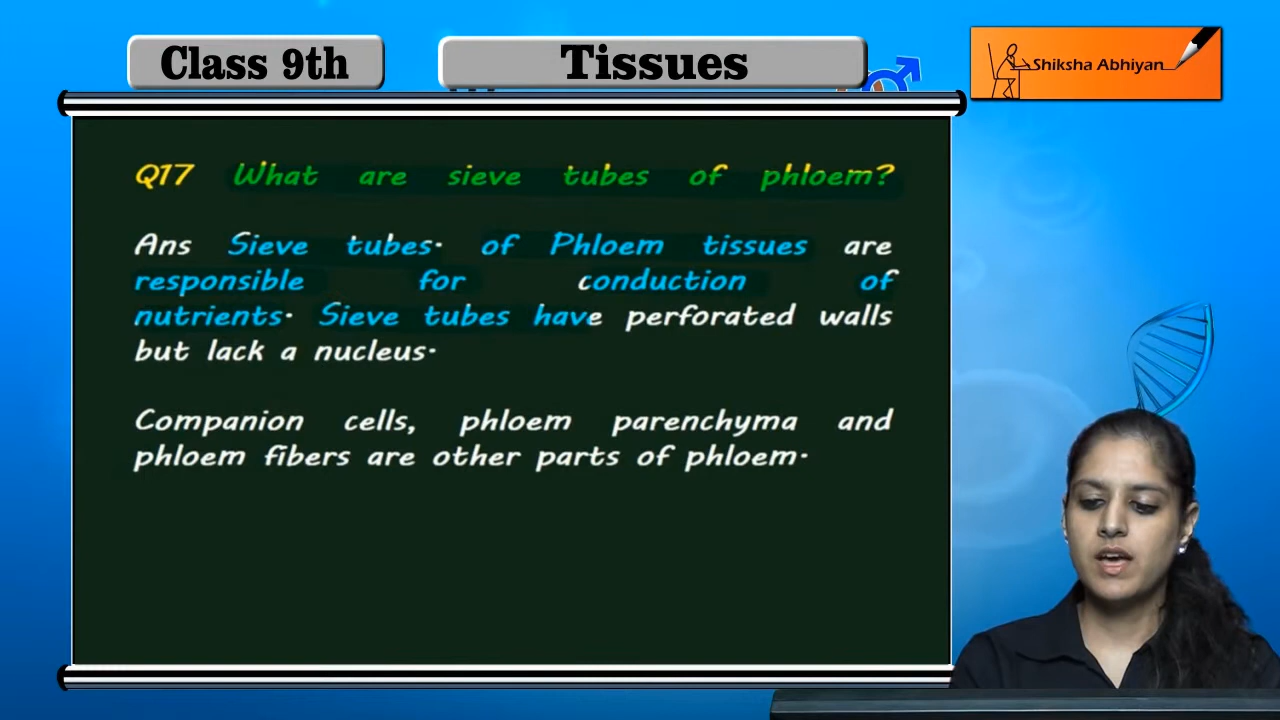 Class 9th
Tissues
Shiksha Abhiyan
Q17 What are sieve tubes of phloem?
Ans Sieve tubes. of Phloem tissues are
responsible for conduction of
nutrients. Sieve tubes have perforated walls
but lack a nucleus.
Companion cells, phloem parenchyma and
phloem fibers are other parts of phloem.